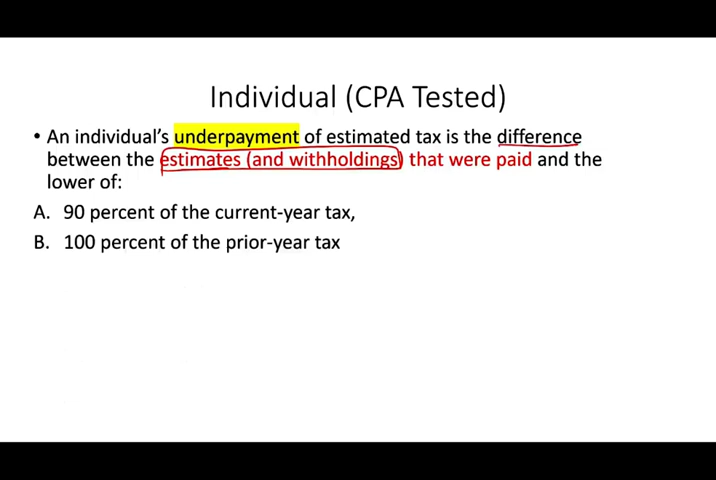 Individual (CPA Tested)
• An individual's underpayment of estimated tax is the difference
between the estimates (and withholdings) that were paid and the
lower of:
A. 90 percent of the current-year tax,
B. 100 percent of the prior-year tax